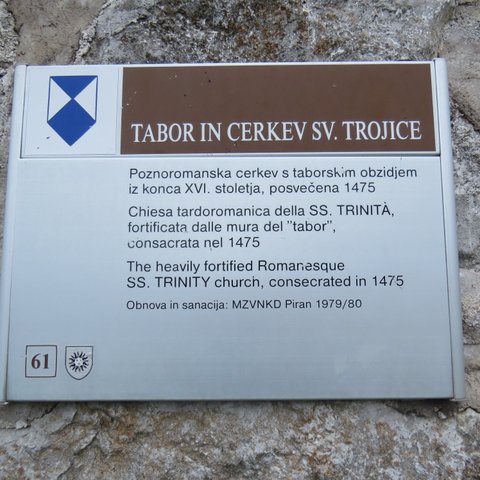 TABOR IN CERKEV SV. TROJICE
Poznoromanska cerkev s taborskim obzidjem
iz konca XVI. stoletja, posvečena 1475
Chiesa tardoromanica della SS. TRINITÀ,
fortificata dalle mura del "tabor",
consacrata nel 1475
The heavily fortified Romanesque
SS. TRINITY church, consecrated in 1475
Obnova in sanacija: MZVNKD Piran 1979/80
61